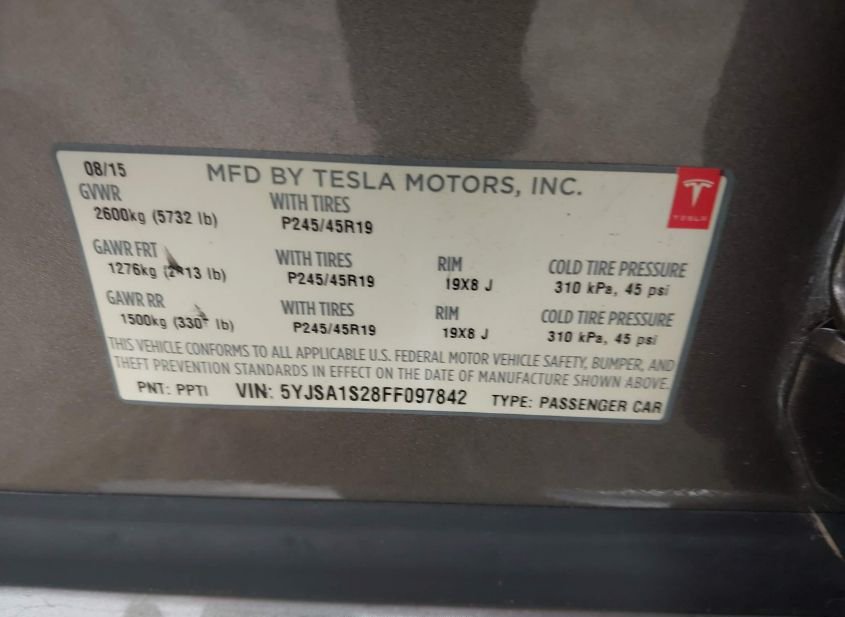 08/15 MFD BY TESLA MOTORS, INC.
GVWR WITH TIRES
2600kg (5732 lb) P245/45R19
TESLA
GAWR FRT WITH TIRES RIM COLD TIRE PRESSURE
1276kg lb) P245/45R19 19X8 J 310 kPa, 45 psi
GAWR RR WITH TIRES RIM COLD TIRE PRESSURE
1500kg lb) P245/45R19 19X8 J 310 kPa, 45 psi
THIS VEHICLE CONFORMS TO ALL APPLICABLE U.S. FEDERAL MOTOR VEHICLE SAFETY, BUMPER, AND
THEFT PREVENTION STANDARDS IN EFFECT ON THE DATE OF MANUFACTURE SHOWN ABOVE.
PNT: PPTI VIN: 5YJSA1S28FF097842 TYPE: PASSENGER CAR